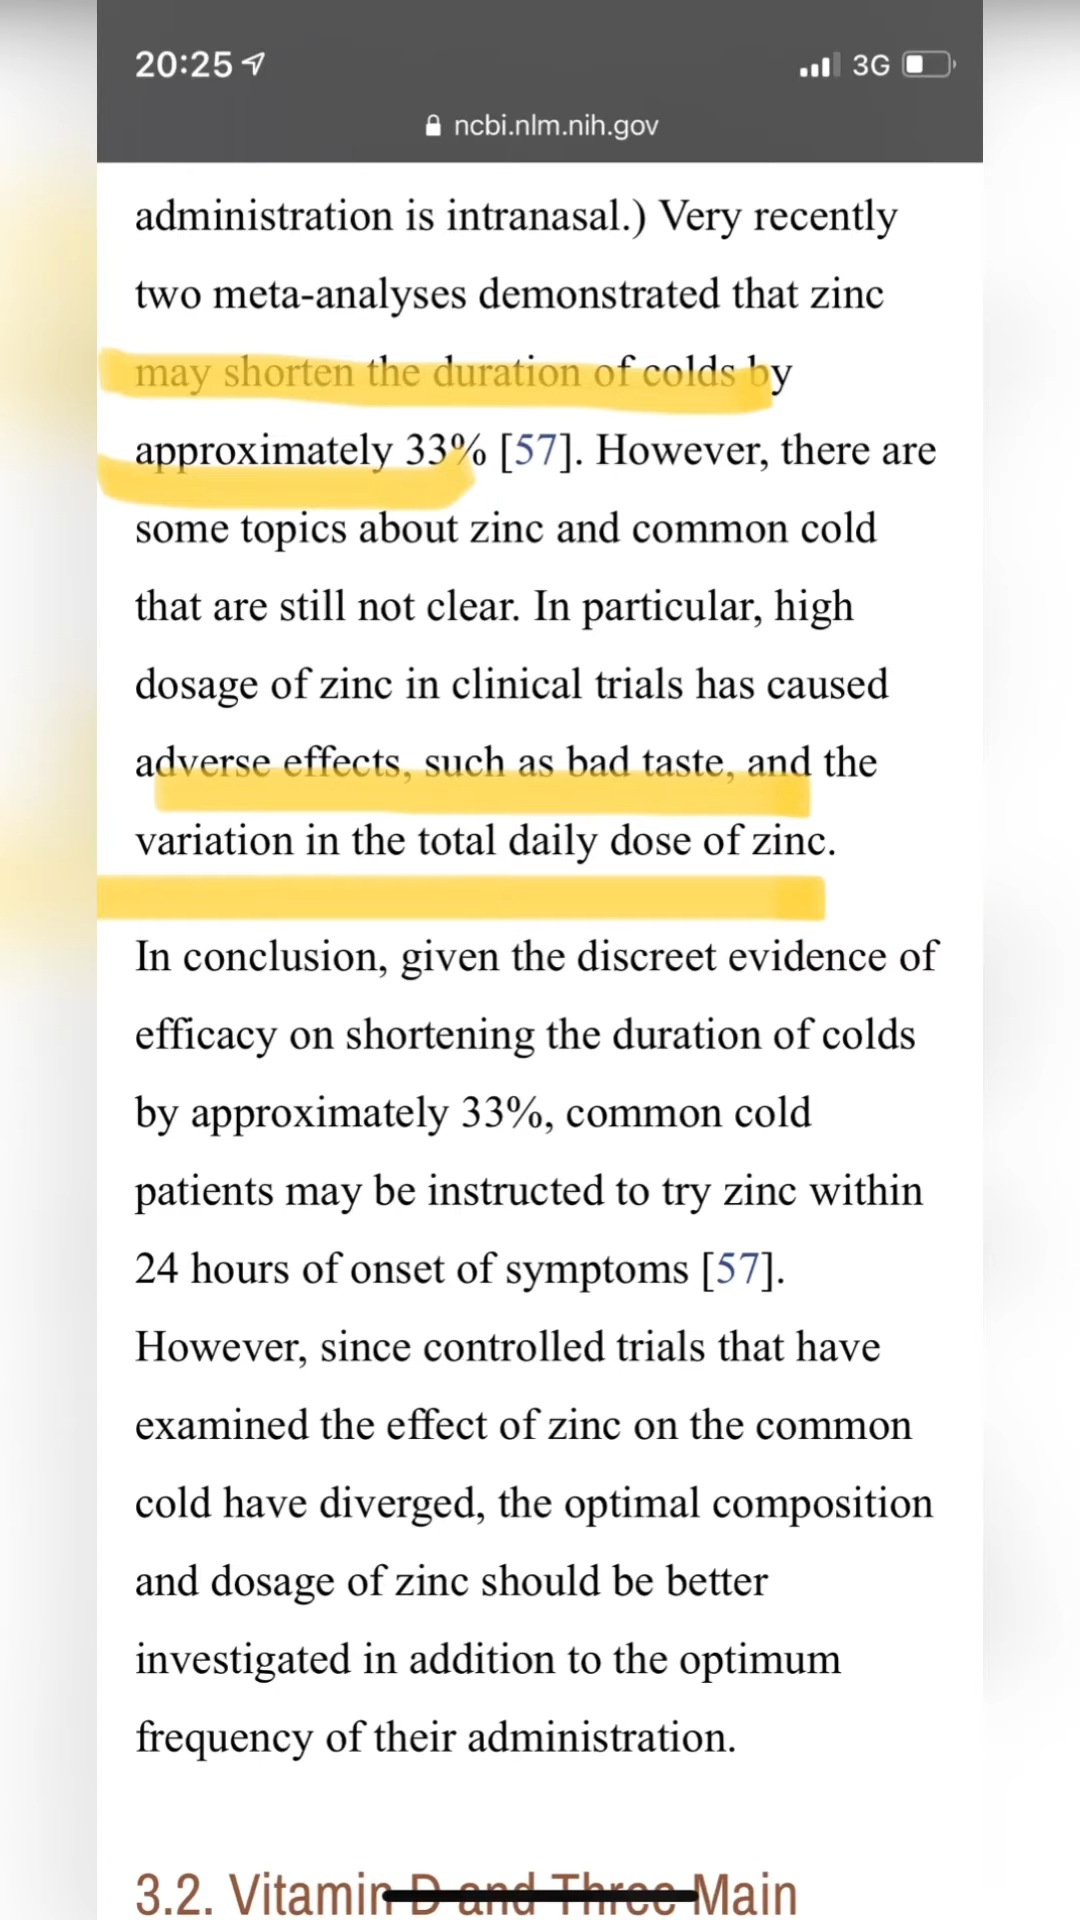 20:25
3G
ncbi.nlm.nih.gov
administration is intranasal.) Very recently
two meta-analyses demonstrated that zinc
may shorten the duration of colds by
approximately 33% [57]. However, there are
some topics about zinc and common cold
that are still not clear. In particular, high
dosage of zinc in clinical trials has caused
adverse effects, such as bad taste, and the
variation in the total daily dose of zinc.
In conclusion, given the discreet evidence of
efficacy on shortening the duration of colds
by approximately 33%, common cold
patients may be instructed to try zinc within
24 hours of onset of symptoms [57].
However, since controlled trials that have
examined the effect of zinc on the common
cold have diverged, the optimal composition
and dosage of zinc should be better
investigated in addition to the optimum
frequency of their administration.
3.2. Vitamin D and Three Main